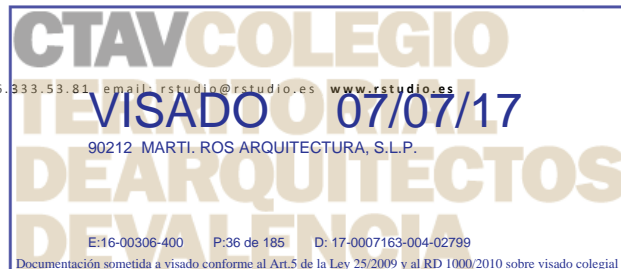 CTAVCOLEGIO
5.333.53.81 email: rstudio@rstudio.es www.rstudio.es
TERRITORIAL
VISADO 07/07/17
90212 MARTI. ROS ARQUITECTURA, S.L.P.
DEARQUITECTOS
DEVALENCIA
E:16-00306-400 P:36 de 185 D: 17-0007163-004-02799
Documentación sometida a visado conforme al Art.5 de la Ley 25/2009 y al RD 1000/2010 sobre visado colegial